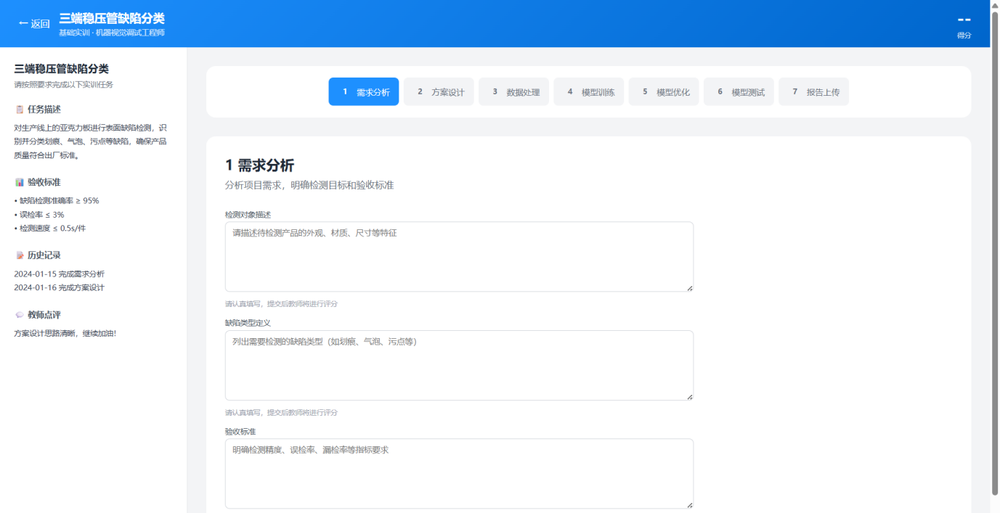 ← 返回
三端稳压管缺陷分类
基础实训 · 机器视觉调试工程师
--
得分
三端稳压管缺陷分类
请按照要求完成以下实训任务
任务描述
对生产线上的亚克力板进行表面缺陷检测，识
别并分类划痕、气泡、污点等缺陷，确保产品
质量符合出厂标准。
验收标准
• 缺陷检测准确率 ≥ 95%
• 误检率 ≤ 3%
• 检测速度 ≤ 0.5s/件
历史记录
2024-01-15 完成需求分析
2024-01-16 完成方案设计
教师点评
方案设计思路清晰，继续加油！
1 需求分析
2 方案设计
3 数据处理
4 模型训练
5 模型优化
6 模型测试
7 报告上传
1 需求分析
分析项目需求，明确检测目标和验收标准
检测对象描述
请描述待检测产品的外观、材质、尺寸等特征
请认真填写，提交后教师将进行评分
缺陷类型定义
列出需要检测的缺陷类型（如划痕、气泡、污点等）
请认真填写，提交后教师将进行评分
验收标准
明确检测精度、误检率、漏检率等指标要求